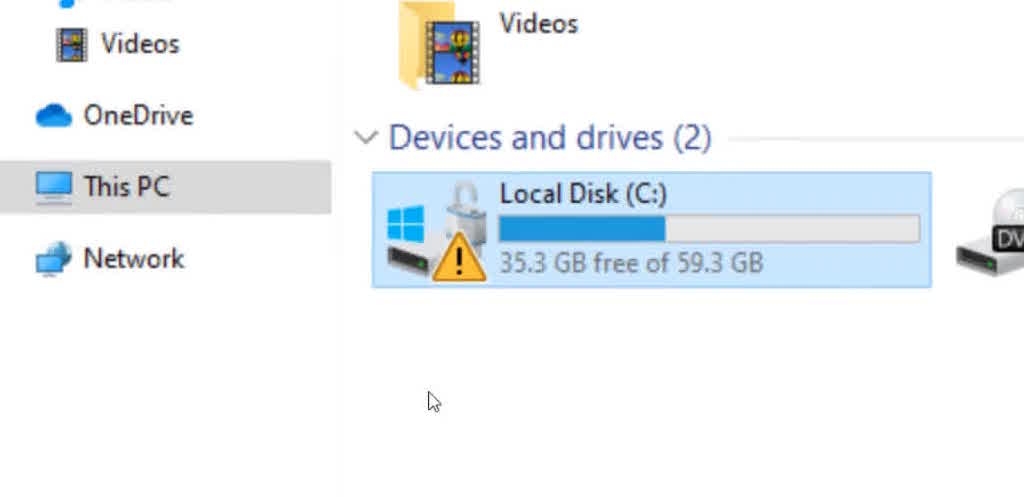 Videos
OneDrive
This PC
Network
Videos
Devices and drives (2)
Local Disk (C:)
35.3 GB free of 59.3 GB